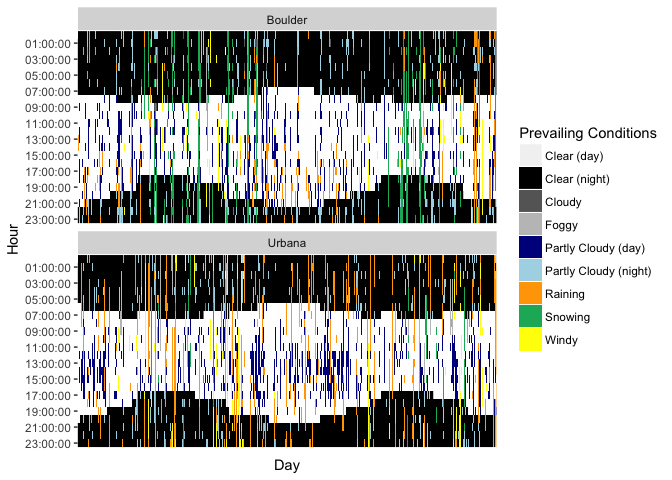 Boulder
01:00:00
03:00:00
05:00:00
07:00:00
09:00:00
11:00:00
13:00:00
15:00:00
17:00:00
19:00:00
21:00:00
23:00:00
Hour
Urbana
01:00:00
03:00:00
05:00:00
07:00:00
09:00:00
11:00:00
13:00:00
15:00:00
17:00:00
19:00:00
21:00:00
23:00:00
Day
Prevailing Conditions
Clear (day)
Clear (night)
Cloudy
Foggy
Partly Cloudy (day)
Partly Cloudy (night)
Raining
Snowing
Windy